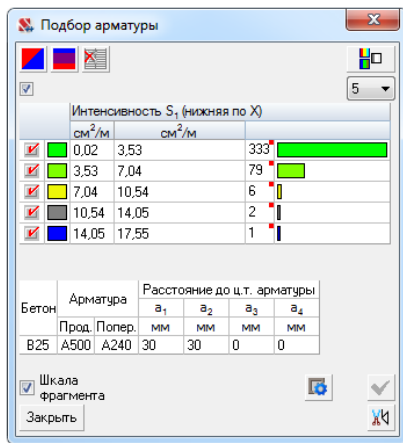 Подбор арматуры
5
Интенсивность S₁ (нижняя по X)
см²/м см²/м
0,02 3,53 333
3,53 7,04 79
7,04 10,54 6
10,54 14,05 2
14,05 17,55 1
Бетон Арматура Расстояние до ц.т. арматуры
Прод. Попер. a₁ a₂ a₃ a₄
мм мм мм мм
B25 A500 A240 30 30 0 0
Шкала
фрагмента
Закрыть